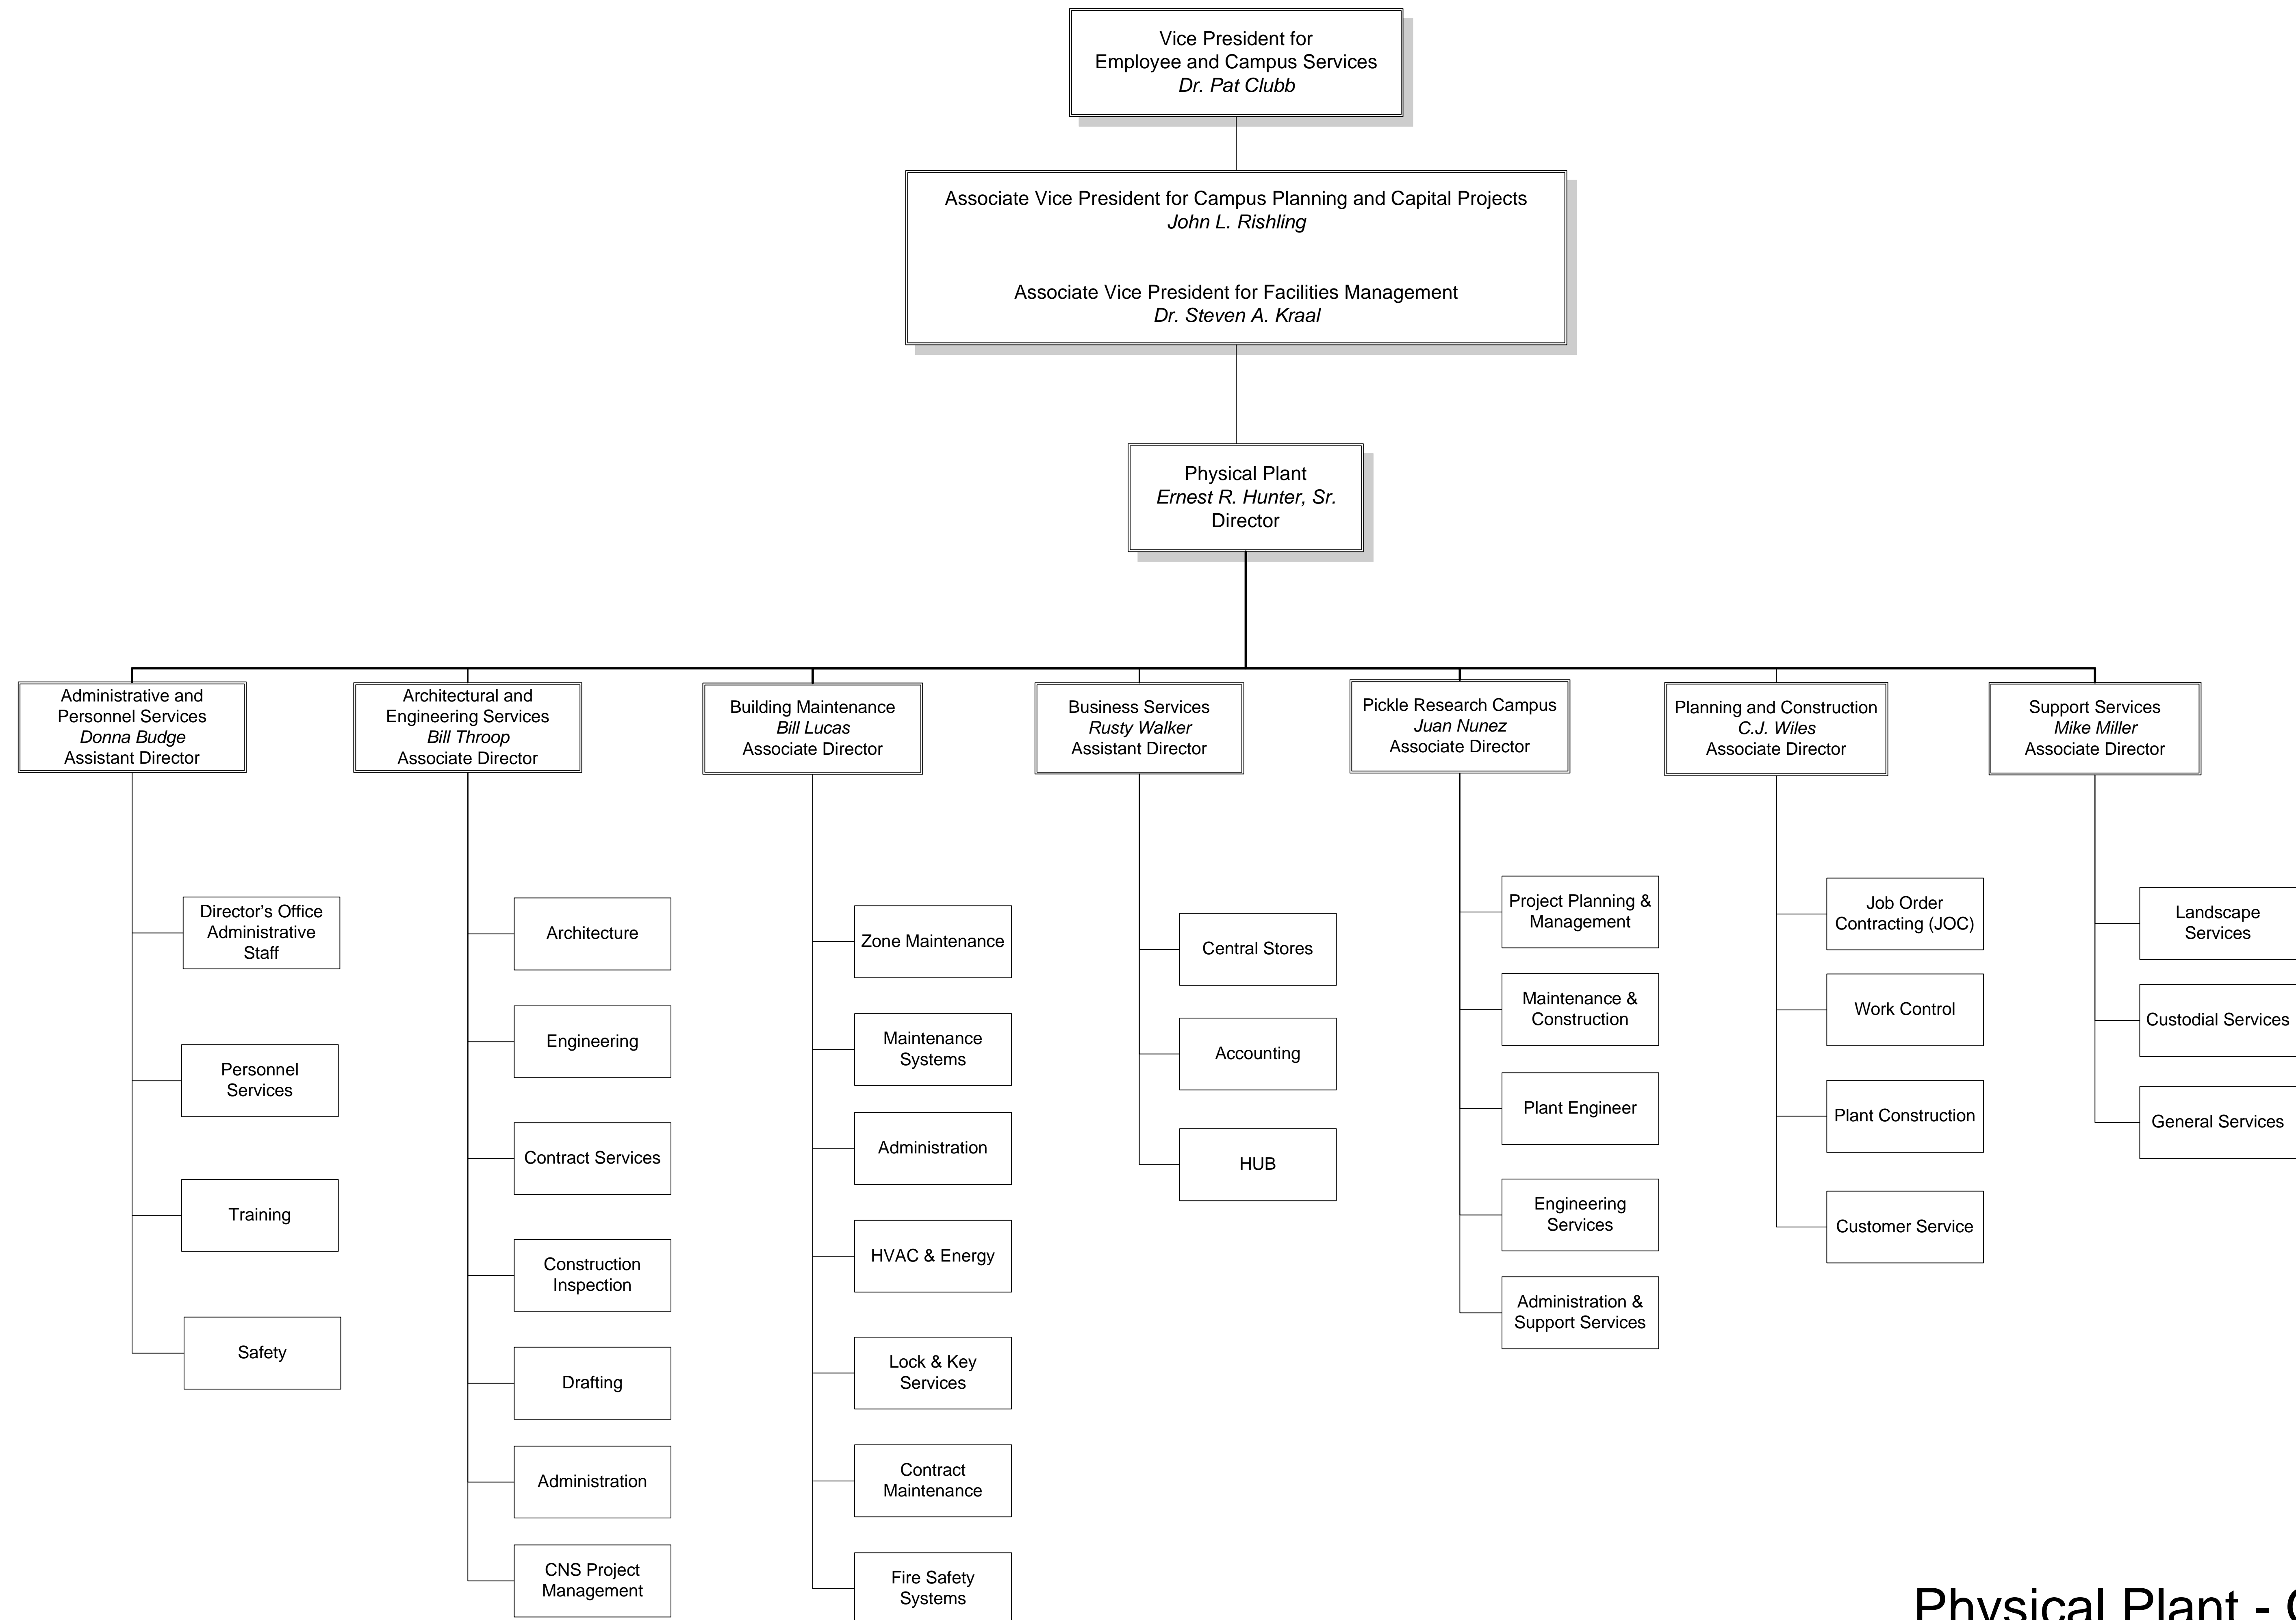 Vice President for
Employee and Campus Services
Dr. Pat Clubb
Associate Vice President for Campus Planning and Capital Projects
John L. Rishling
Associate Vice President for Facilities Management
Dr. Steven A. Kraal
Physical Plant
Ernest R. Hunter, Sr.
Director
Administrative and
Personnel Services
Donna Budge
Assistant Director
Architectural and
Engineering Services
Bill Throop
Associate Director
Building Maintenance
Bill Lucas
Associate Director
Business Services
Rusty Walker
Assistant Director
Pickle Research Campus
Juan Nunez
Associate Director
Planning and Construction
C.J. Wiles
Associate Director
Support Services
Mike Miller
Associate Director
Director’s Office
Administrative
Staff
Personnel
Services
Training
Safety
Architecture
Engineering
Contract Services
Construction
Inspection
Drafting
Administration
CNS Project
Management
Zone Maintenance
Maintenance
Systems
Administration
HVAC & Energy
Lock & Key
Services
Contract
Maintenance
Fire Safety
Systems
Central Stores
Accounting
HUB
Project Planning &
Management
Maintenance &
Construction
Plant Engineer
Engineering
Services
Administration &
Support Services
Job Order
Contracting (JOC)
Work Control
Plant Construction
Customer Service
Landscape
Services
Custodial Services
General Services
Physical Plant -